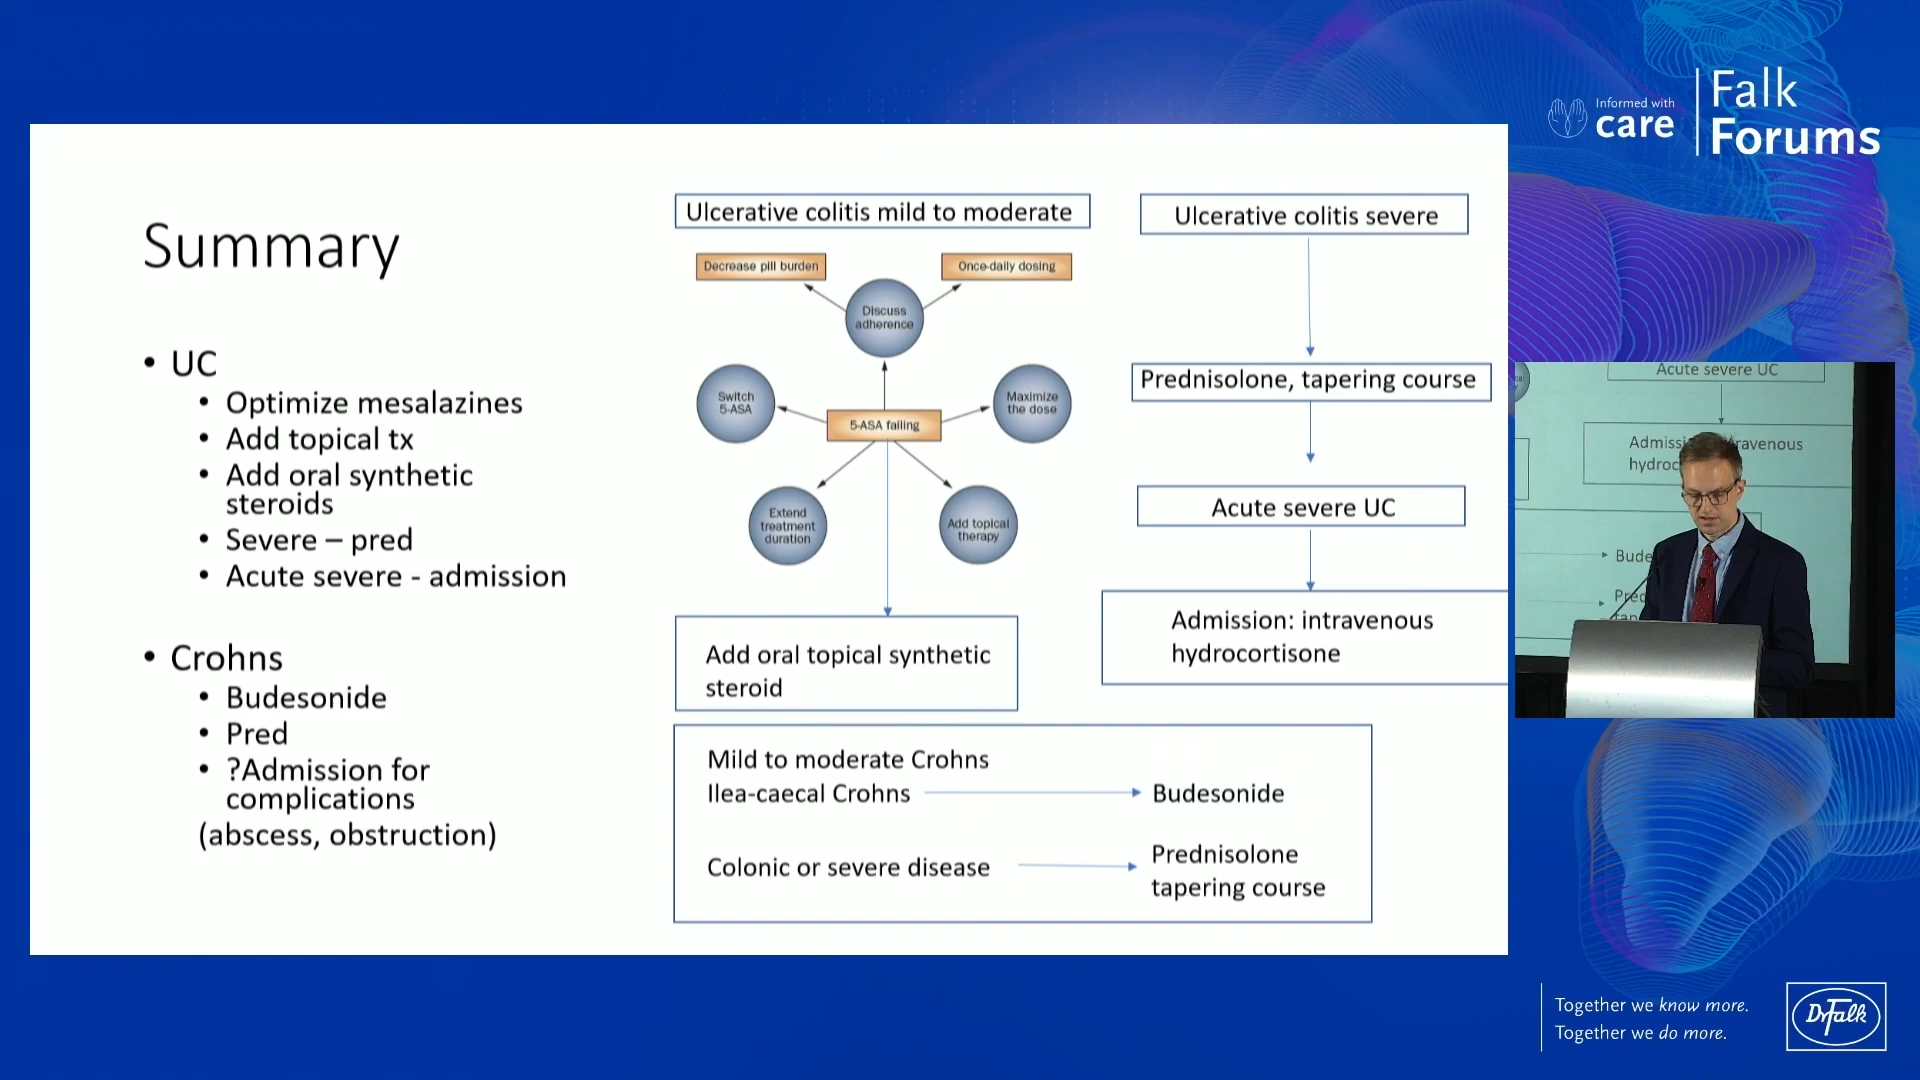 Informed with
care
Falk
Forums
Summary
• UC
• Optimize mesalazines
• Add topical tx
• Add oral synthetic
steroids
• Severe – pred
• Acute severe - admission
• Crohns
• Budesonide
• Pred
• ?Admission for
complications
(abscess, obstruction)
Ulcerative colitis mild to moderate
Decrease pill burden
Once-daily dosing
Discuss
adherence
Switch
5-ASA
Maximize
the dose
5-ASA failing
Extend
treatment
duration
Add topical
therapy
Add oral topical synthetic
steroid
Ulcerative colitis severe
Prednisolone, tapering course
Acute severe UC
Admission: intravenous
hydrocortisone
Mild to moderate Crohns
Ilea-caecal Crohns
Budesonide
Colonic or severe disease
Prednisolone
tapering course
Acute severe UC
Together we know more.
Together we do more.
Dr Falk